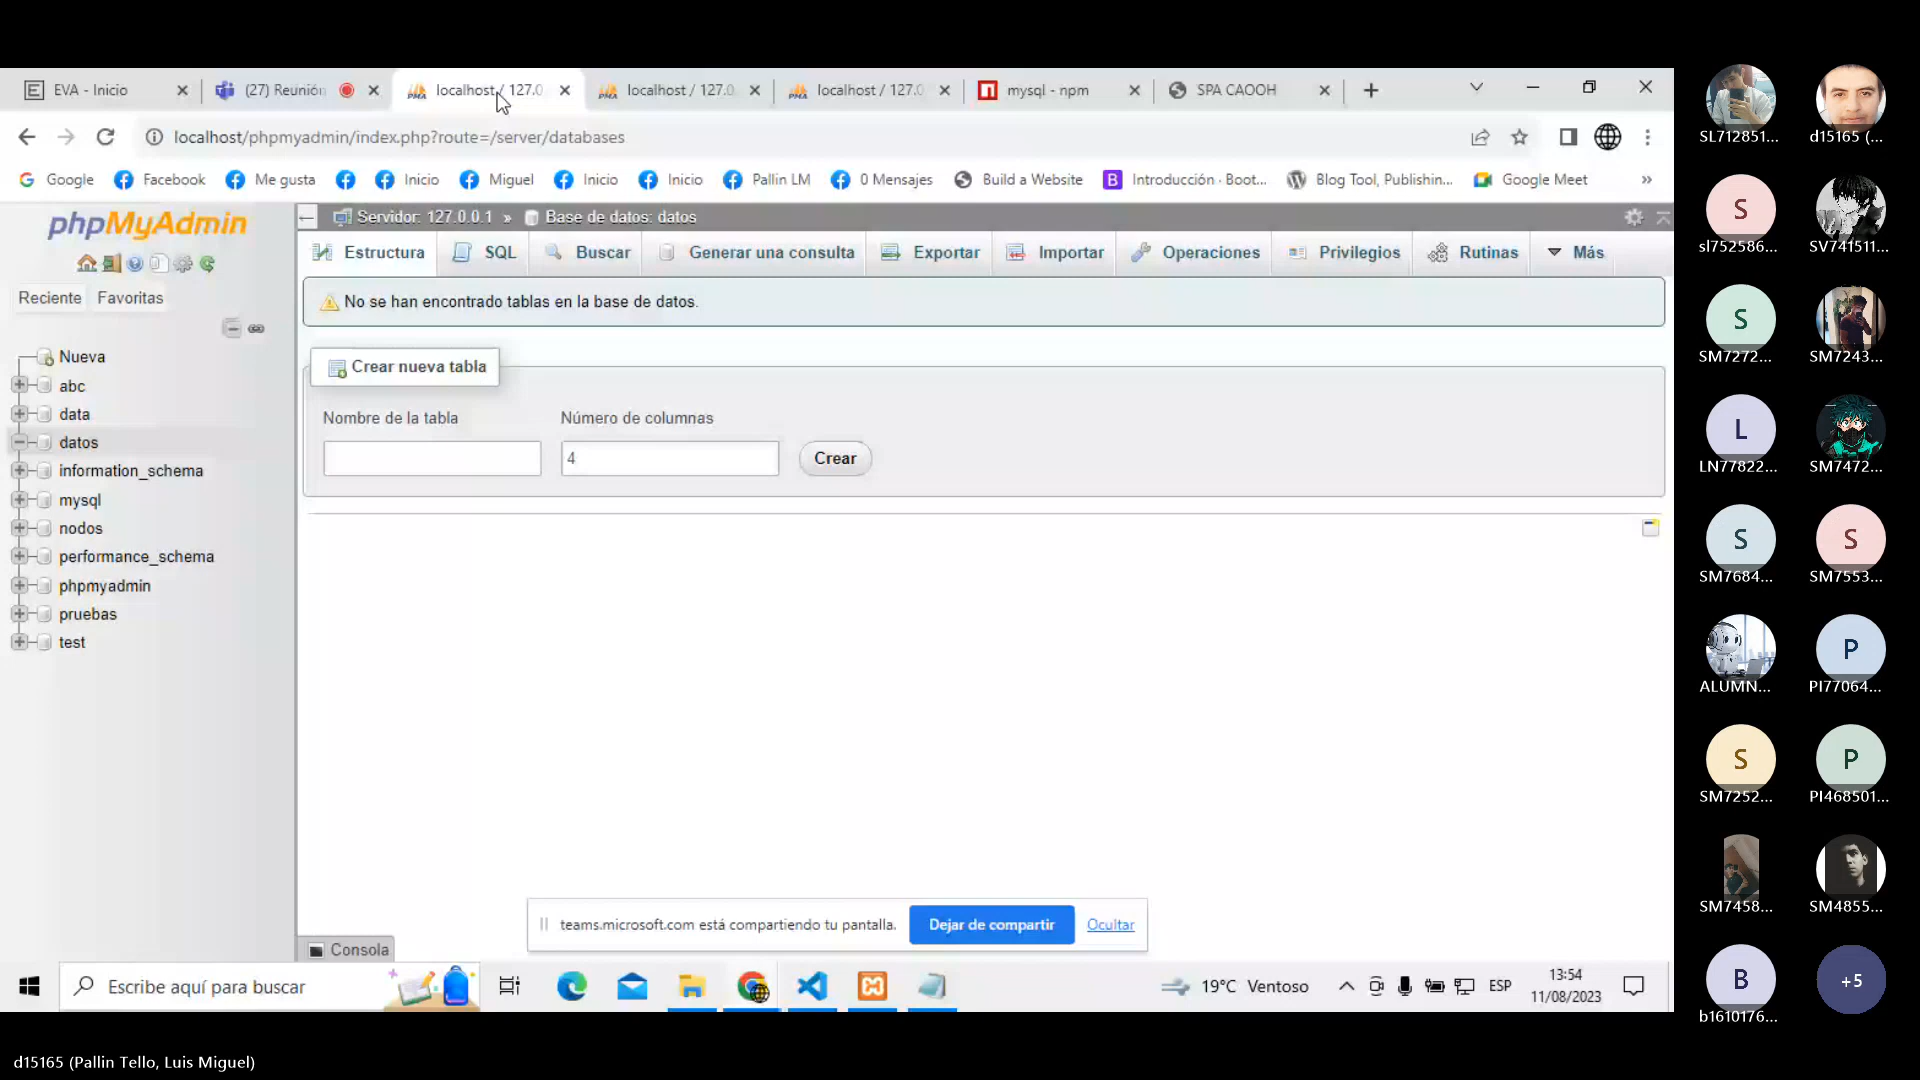 EVA - Inicio
(27) Reunión
localhost / 127.0
localhost / 127.0.
localhost / 127.0
mysql - npm
SPA CAOOH
localhost/phpmyadmin/index.php?route=/server/databases
Google
Facebook
Me gusta
Inicio
Miguel
Inicio
Inicio
Pallin LM
0 Mensajes
Build a Website
Introducción · Boot...
Blog Tool, Publishin...
Google Meet
»
phpMyAdmin
Reciente
Favoritas
Nueva
abc
data
datos
information_schema
mysql
nodos
performance_schema
phpmyadmin
pruebas
test
Servidor: 127.0.0.1 » Base de datos: datos
Estructura
SQL
Buscar
Generar una consulta
Exportar
Importar
Operaciones
Privilegios
Rutinas
Más
No se han encontrado tablas en la base de datos.
Crear nueva tabla
Nombre de la tabla
Número de columnas
4
Crear
Consola
teams.microsoft.com está compartiendo tu pantalla.
Dejar de compartir
Ocultar
Escribe aquí para buscar
19°C Ventoso
ESP
13:54
11/08/2023
SL712851...
d15165 (...
S
sl752586...
SV741511...
S
SM7272...
SM7243...
L
LN77822...
SM7472...
S
SM7684...
S
SM7553...
ALUMN...
P
PI77064...
S
SM7252...
P
PI468501...
SM7458...
SM4855...
B
b1610176...
+5
d15165 (Pallin Tello, Luis Miguel)